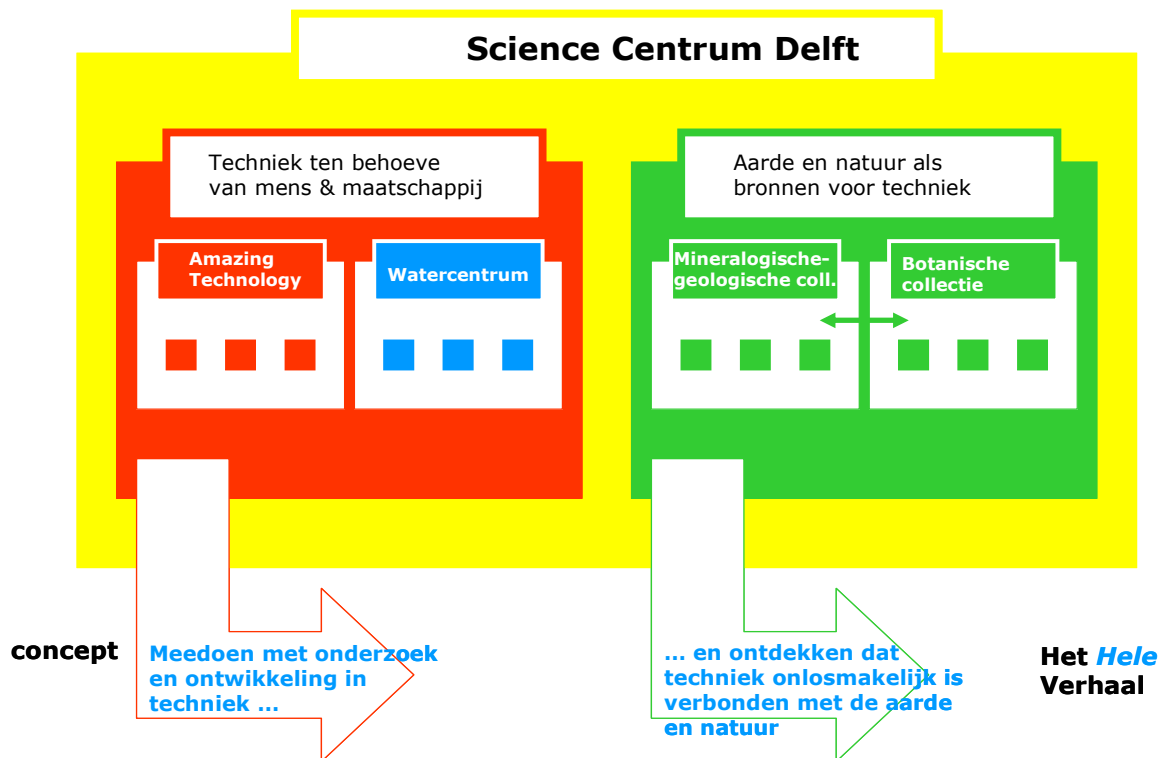 Science Centrum Delft
Techniek ten behoeve
van mens & maatschappij
Aarde en natuur als
bronnen voor techniek
Amazing
Technology
Watercentrum
Mineralogische-
geologische coll.
Botanische
collectie
concept
Meedoen met onderzoek
en ontwikkeling in
techniek ...
... en ontdekken dat
techniek onlosmakelijk is
verbonden met de aarde
en natuur
Het Hele
Verhaal